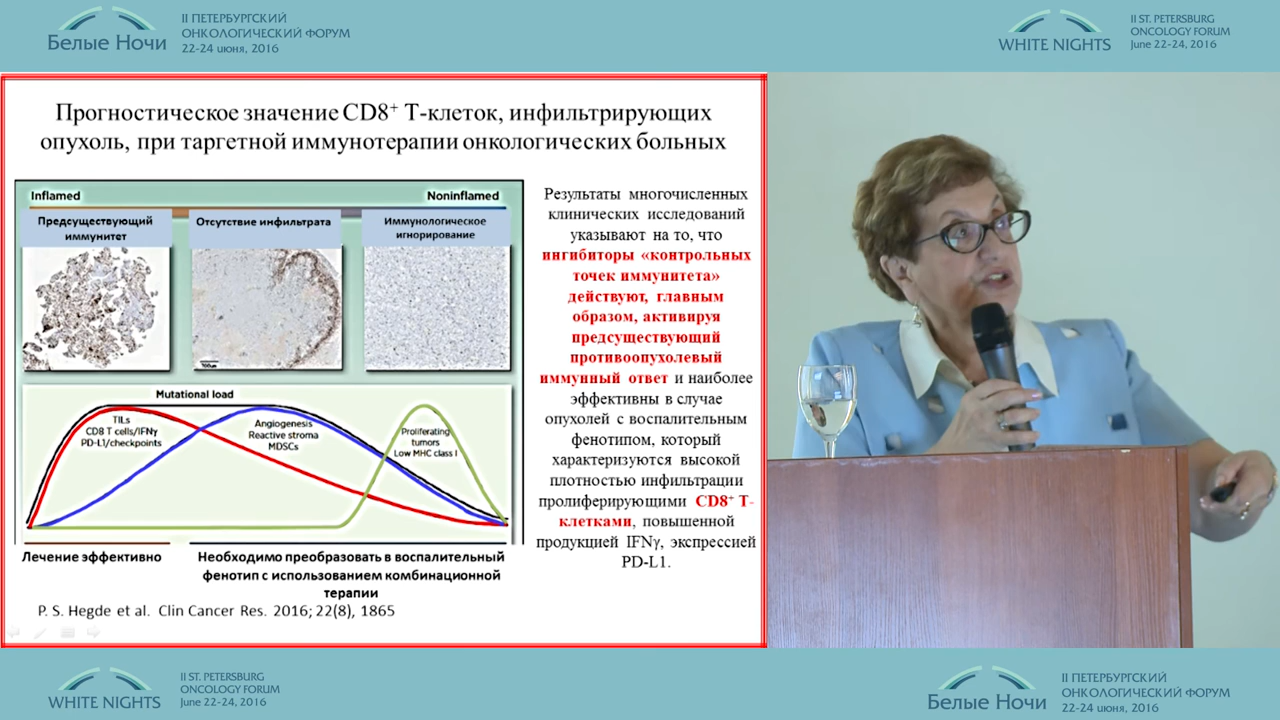 Белые Ночи
II ПЕТЕРБУРГСКИЙ
ОНКОЛОГИЧЕСКИЙ ФОРУМ
22-24 июня, 2016
WHITE NIGHTS
II ST. PETERSBURG
ONCOLOGY FORUM
June 22-24, 2016
Прогностическое значение CD8⁺ Т-клеток, инфильтрирующих
опухоль, при таргетной иммунотерапии онкологических больных
Inflamed
Noninflamed
Предсуществующий
иммунитет
Отсутствие инфильтрата
Иммунологическое
игнорирование
100µm
Mutational load
TILs
CD8 T cells/IFNγ
PD-L1/checkpoints
Angiogenesis
Reactive stroma
MDSCs
Proliferating
tumors
Low MHC class I
Лечение эффективно
Необходимо преобразовать в воспалительный
фенотип с использованием комбинационной
терапии
P. S. Hegde et al. Clin Cancer Res. 2016; 22(8), 1865
Результаты многочисленных
клинических исследований
указывают на то, что
ингибиторы «контрольных
точек иммунитета»
действуют, главным
образом, активируя
предсуществующий
противоопухолевый
иммунный ответ и наиболее
эффективны в случае
опухолей с воспалительным
фенотипом, который
характеризуются высокой
плотностью инфильтрации
пролиферирующими CD8⁺ Т-
клетками, повышенной
продукцией IFNγ, экспрессией
PD-L1.
WHITE NIGHTS
II ST. PETERSBURG
ONCOLOGY FORUM
June 22-24, 2016
Белые Ночи
II ПЕТЕРБУРГСКИЙ
ОНКОЛОГИЧЕСКИЙ ФОРУМ
22-24 июня, 2016